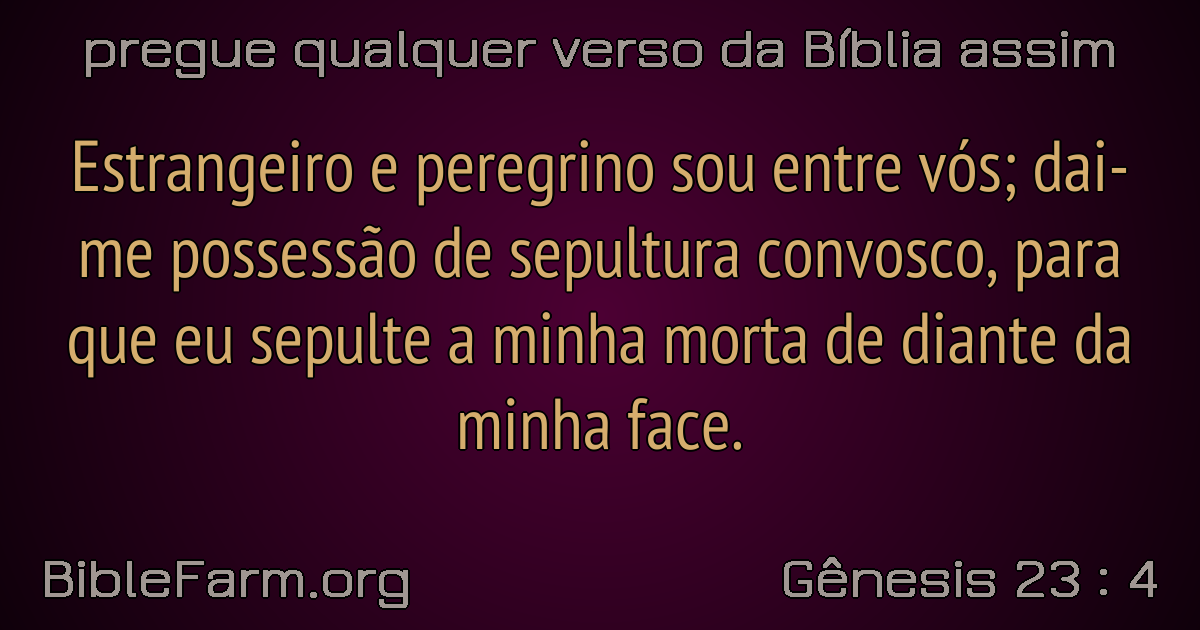 pregue qualquer verso da Bíblia assim
Estrangeiro e peregrino sou entre vós; dai-
me possessão de sepultura convosco, para
que eu sepulte a minha morta de diante da
minha face.
BibleFarm.org
Gênesis 23 : 4